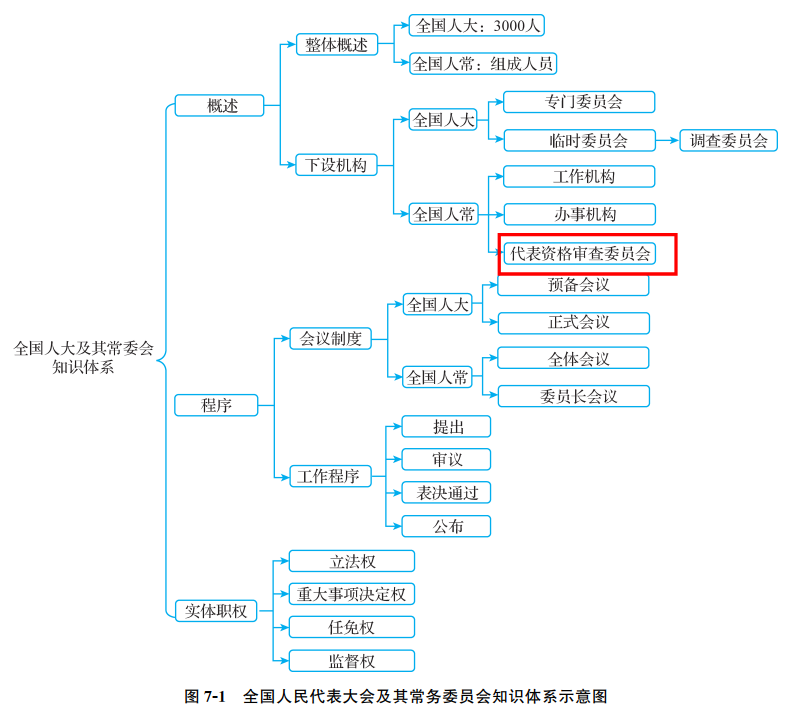 全国人大及其常委会
知识体系
概述
整体概述
全国人大：3000人
全国人常：组成人员
下设机构
全国人大
专门委员会
临时委员会
调查委员会
全国人常
工作机构
办事机构
代表资格审查委员会
程序
会议制度
全国人大
预备会议
正式会议
全国人常
全体会议
委员长会议
工作程序
提出
审议
表决通过
公布
实体职权
立法权
重大事项决定权
任免权
监督权
图 7-1 全国人民代表大会及其常务委员会知识体系示意图